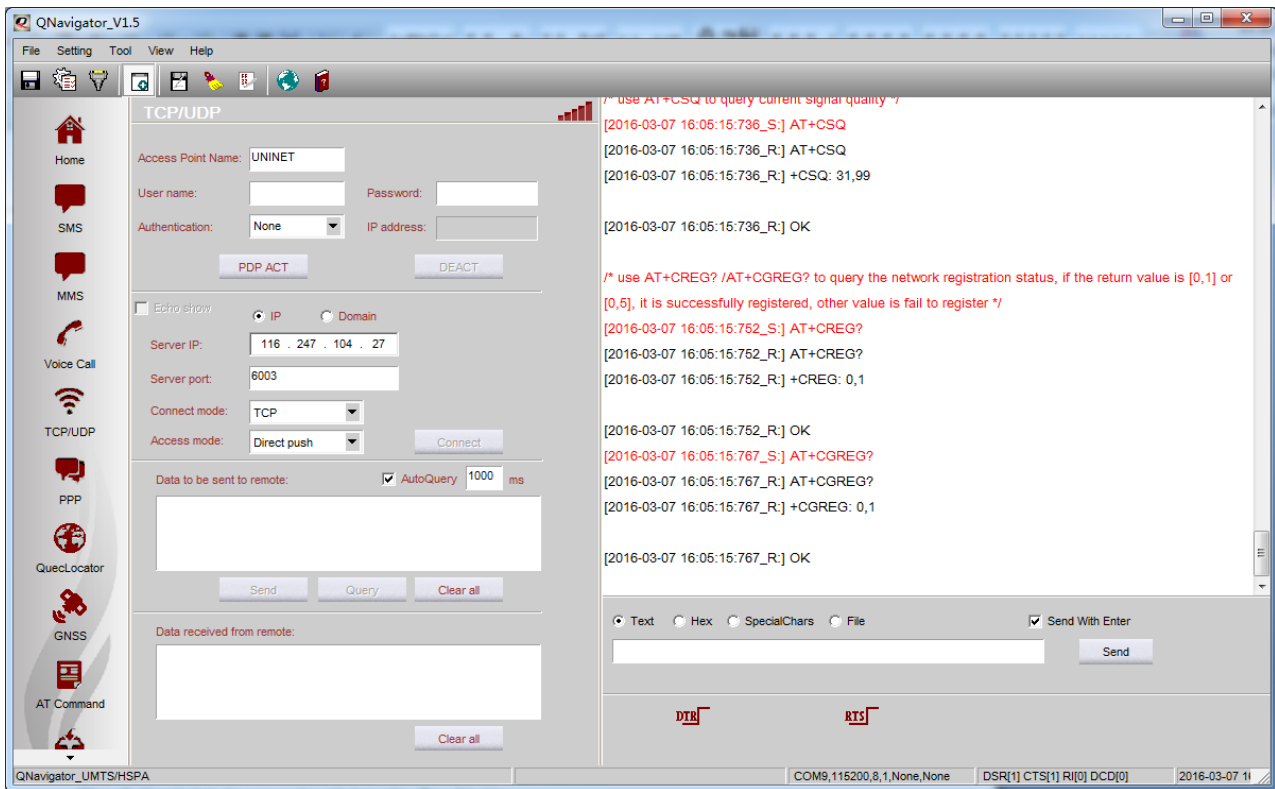 QNavigator_V1.5
File Setting Tool View Help
Home
SMS
MMS
Voice Call
TCP/UDP
PPP
QuecLocator
GNSS
AT Command
TCP/UDP
Access Point Name: UNINET
User name: Password:
Authentication: None IP address:
PDP ACT DEACT
Echo show IP Domain
Server IP: 116 . 247 . 104 . 27
Server port: 6003
Connect mode: TCP
Access mode: Direct push Connect
Data to be sent to remote: AutoQuery 1000 ms
Send Query Clear all
Data received from remote:
Clear all
/* use AT+CSQ to query current signal quality */
[2016-03-07 16:05:15:736_S:] AT+CSQ
[2016-03-07 16:05:15:736_R:] AT+CSQ
[2016-03-07 16:05:15:736_R:] +CSQ: 31,99
[2016-03-07 16:05:15:736_R:] OK
/* use AT+CREG? /AT+CGREG? to query the network registration status, if the return value is [0,1] or
[0,5], it is successfully registered, other value is fail to register */
[2016-03-07 16:05:15:752_S:] AT+CREG?
[2016-03-07 16:05:15:752_R:] AT+CREG?
[2016-03-07 16:05:15:752_R:] +CREG: 0,1
[2016-03-07 16:05:15:752_R:] OK
[2016-03-07 16:05:15:767_S:] AT+CGREG?
[2016-03-07 16:05:15:767_R:] AT+CGREG?
[2016-03-07 16:05:15:767_R:] +CGREG: 0,1
[2016-03-07 16:05:15:767_R:] OK
Text Hex SpecialChars File Send With Enter
Send
DTR RTS
QNavigator_UMTS/HSPA COM9,115200,8,1,None,None DSR[1] CTS[1] RI[0] DCD[0] 2016-03-07